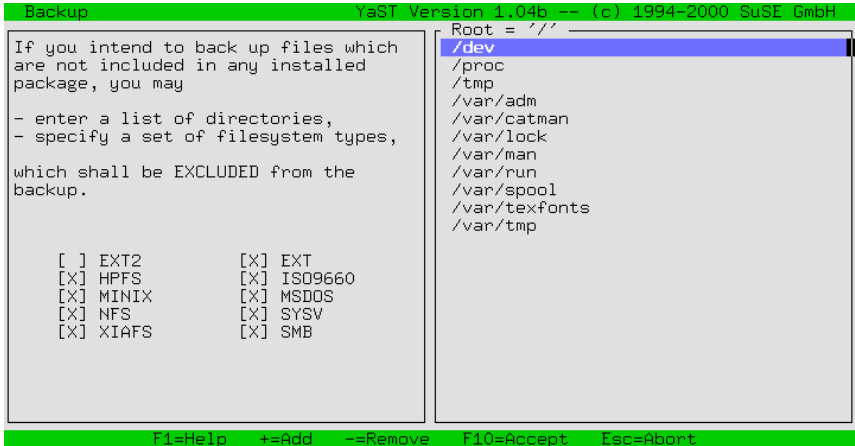 Backup YaST Version 1.04b -- (c) 1994-2000 SuSE GmbH
If you intend to back up files which
are not included in any installed
package, you may
- enter a list of directories,
- specify a set of filesystem types,
which shall be EXCLUDED from the
backup.
[ ] EXT2 [X] EXT
[X] HPFS [X] ISO9660
[X] MINIX [X] MSDOS
[X] NFS [X] SYSV
[X] XIAFS [X] SMB
Root = '/'
/dev
/proc
/tmp
/var/adm
/var/catman
/var/lock
/var/man
/var/run
/var/spool
/var/texfonts
/var/tmp
F1=Help +=Add -=Remove F10=Accept Esc=Abort